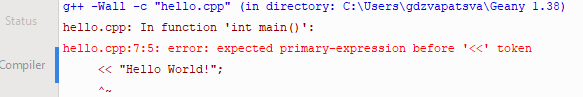 g++ -Wall -c "hello.cpp" (in directory: C:\Users\gdzvapatsva\Geany 1.38)
Status
hello.cpp: In function 'int main()':
hello.cpp:7:5: error: expected primary-expression before '<<' token
Compiler
<< "Hello World!";
^~